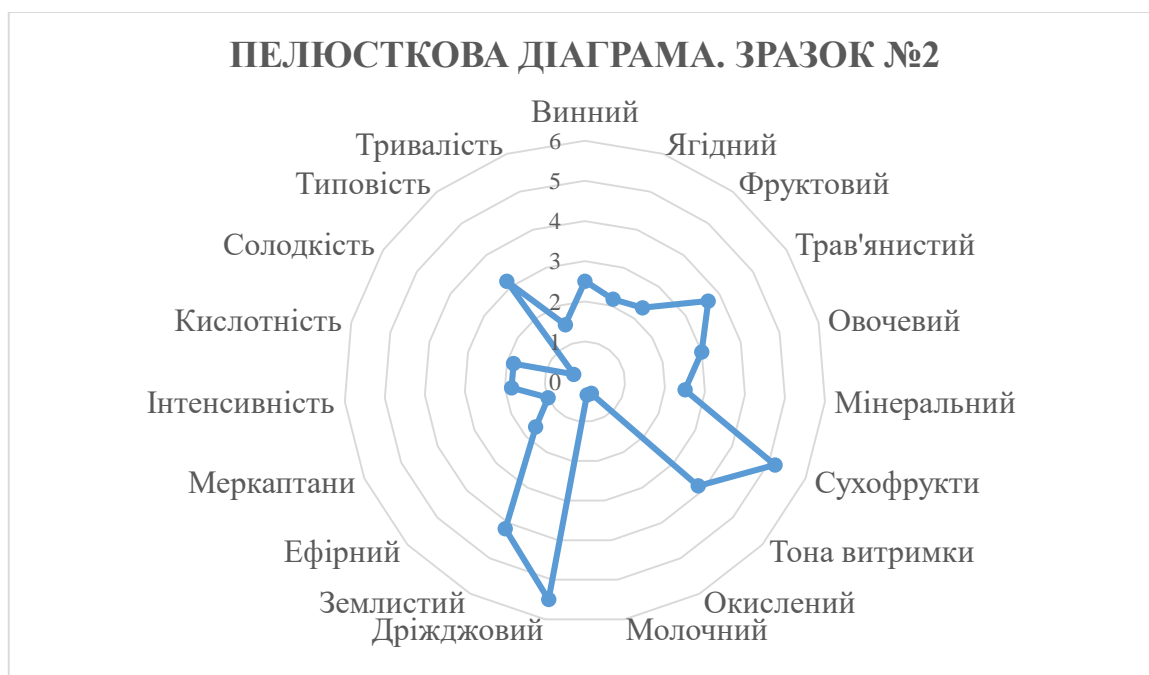 ПЕЛЮСТКОВА ДІАГРАМА. ЗРАЗОК №2
Винний
Ягідний
Фруктовий
Трав'янистий
Овочевий
Мінеральний
Сухофрукти
Тона витримки
Окислений
Молочний
Дріжджовий
Землистий
Ефірний
Меркаптани
Інтенсивність
Кислотність
Солодкість
Типовість
Тривалість
6
5
4
3
2
1
0